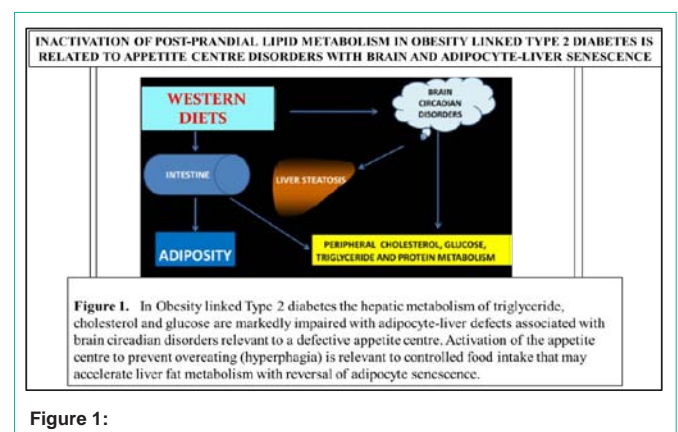 INACTIVATION OF POST-PRANDIAL LIPID METABOLISM IN OBESITY LINKED TYPE 2 DIABETES IS
RELATED TO APPETITE CENTRE DISORDERS WITH BRAIN AND ADIPOCYTE-LIVER SENESCENCE
WESTERN
DIETS
BRAIN
CIRCADIAN
DISORDERS
INTESTINE
LIVER STEATOSIS
ADIPOSITY
PERIPHERAL CHOLESTEROL, GLUCOSE,
TRIGLYCERIDE AND PROTEIN METABOLISM
Figure 1. In Obesity linked Type 2 diabetes the hepatic metabolism of triglyceride,
cholesterol and glucose are markedly impaired with adipocyte-liver defects associated with
brain circadian disorders relevant to a defective appetite centre. Activation of the appetite
centre to prevent overeating (hyperphagia) is relevant to controlled food intake that may
accelerate liver fat metabolism with reversal of adipocyte senescence.
Figure 1: